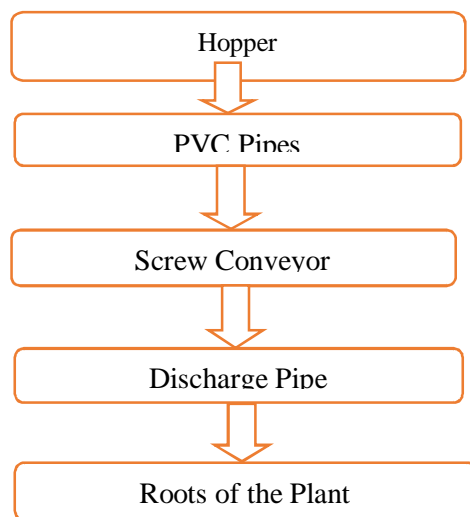 Hopper
PVC Pipes
Screw Conveyor
Discharge Pipe
Roots of the Plant